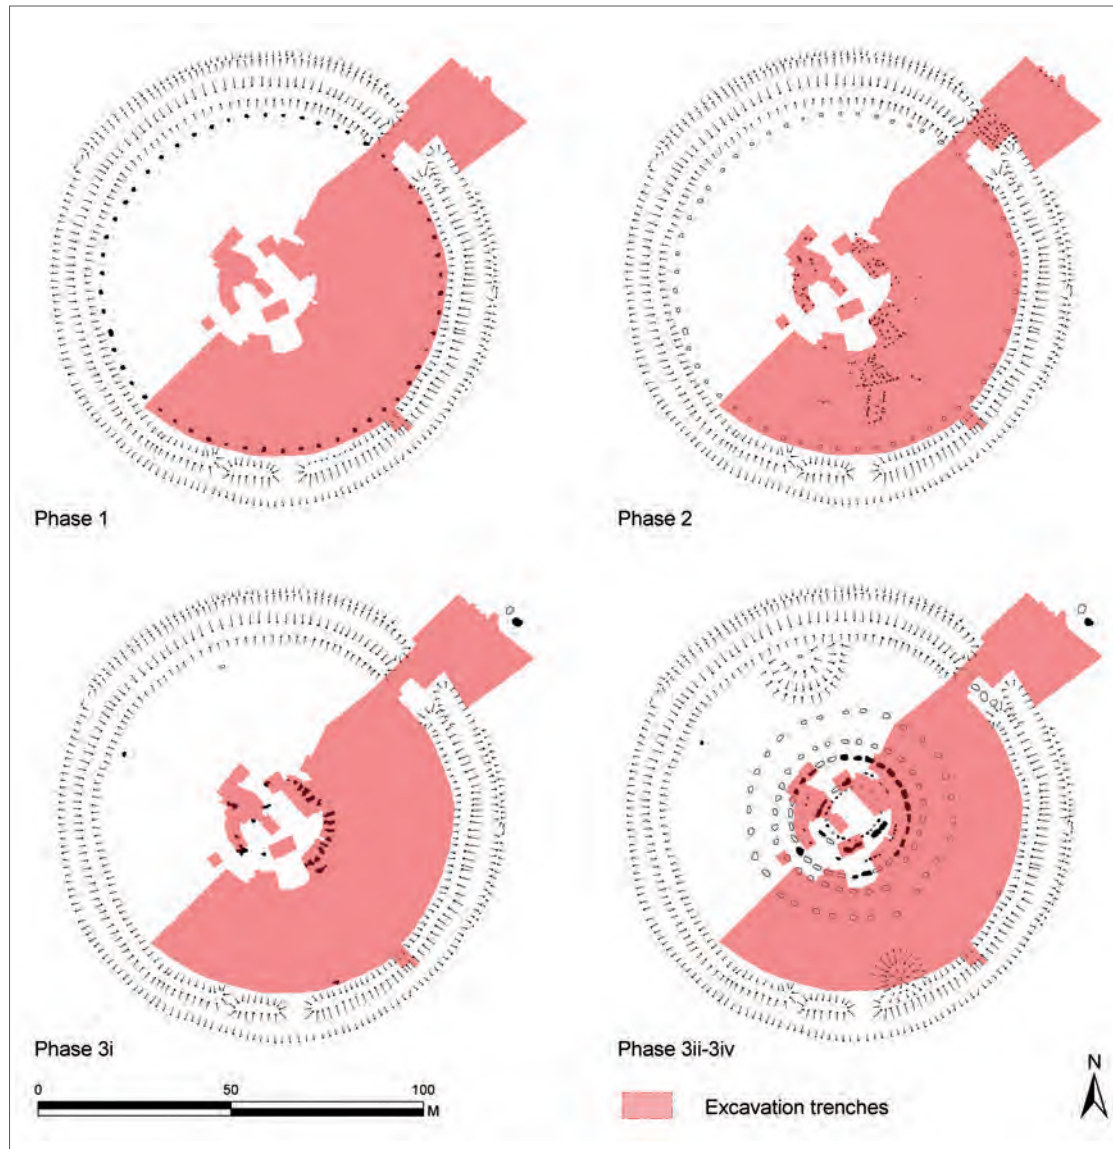 Phase 1
Phase 2
Phase 3i
Phase 3ii-3iv
0 50 100
M
Excavation trenches
N